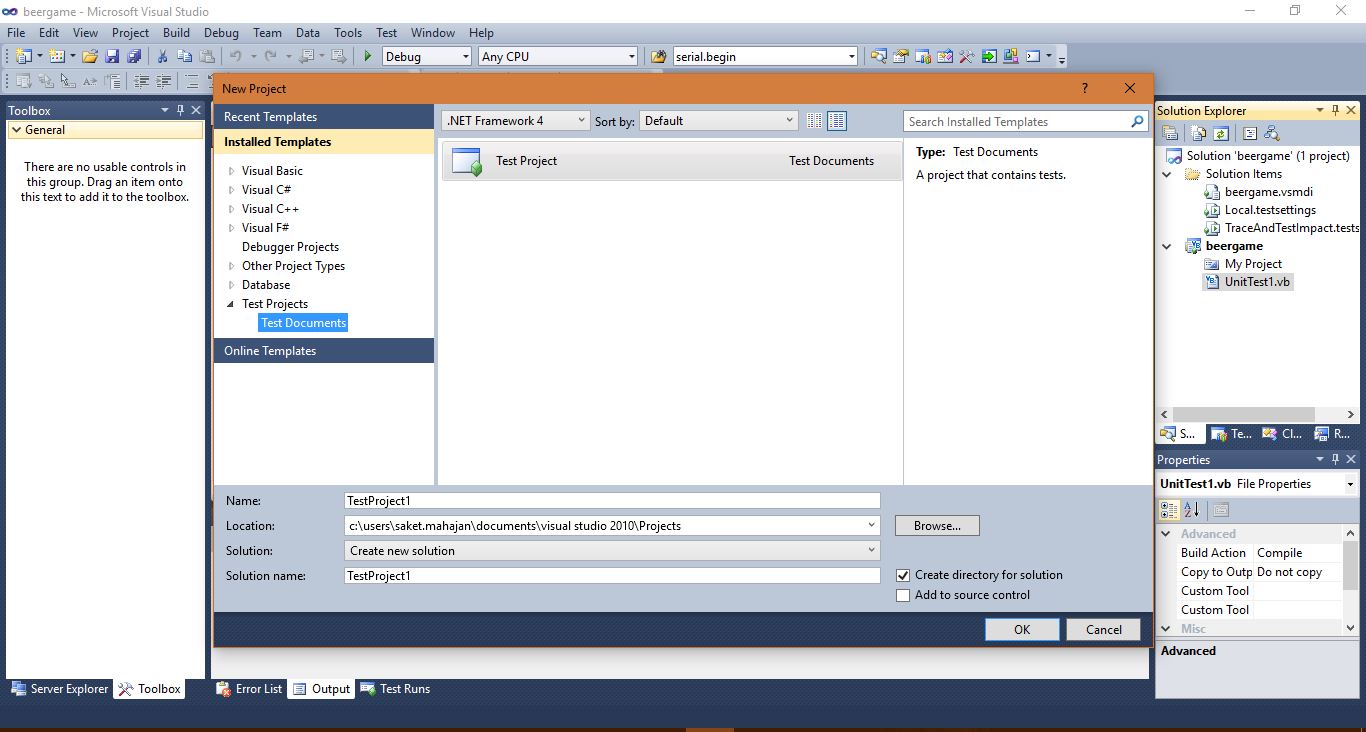 beergame - Microsoft Visual Studio
File Edit View Project Build Debug Team Data Tools Test Window Help
Debug Any CPU serial.begin
Toolbox
General
There are no usable controls in
this group. Drag an item onto
this text to add it to the toolbox.
New Project ?
Recent Templates
Installed Templates
Visual Basic
Visual C#
Visual C++
Visual F#
Debugger Projects
Other Project Types
Database
Test Projects
Test Documents
Online Templates
.NET Framework 4 Sort by: Default
Search Installed Templates
Test Project Test Documents
Type: Test Documents
A project that contains tests.
Name: TestProject1
Location: c:\users\saket.mahajan\documents\visual studio 2010\Projects Browse...
Solution: Create new solution
Solution name: TestProject1
Create directory for solution
Add to source control
OK Cancel
Solution Explorer
Solution 'beergame' (1 project)
Solution Items
beergame.vsmdi
Local.testsettings
TraceAndTestImpact.tests
beergame
My Project
UnitTest1.vb
S... Te... Cl... R...
Properties
UnitTest1.vb File Properties
Advanced
Build Action Compile
Copy to Outp Do not copy
Custom Tool
Custom Tool
Misc
Advanced
Server Explorer Toolbox Error List Output Test Runs